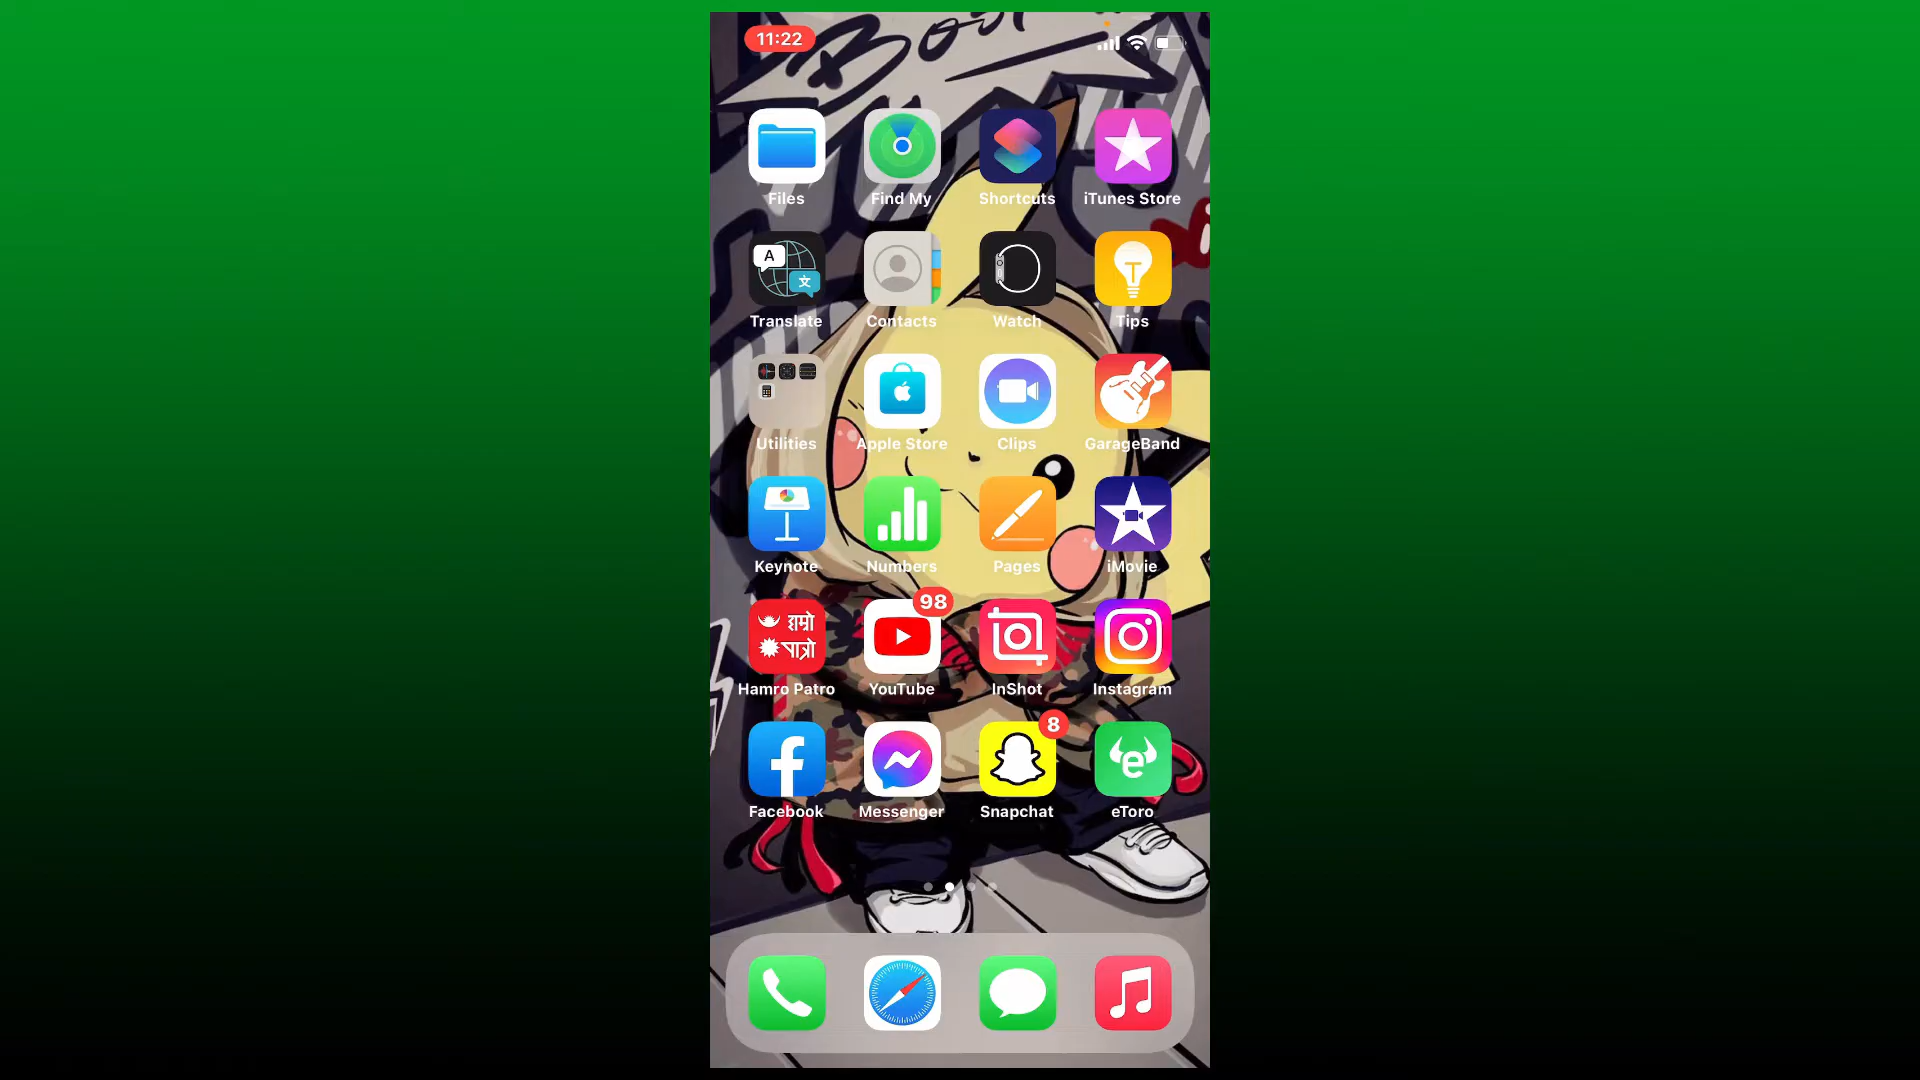 Bout
11:22
Files Find My Shortcuts iTunes Store
A
文
Translate Contacts Watch Tips
Utilities Apple Store Clips GarageBand
Keynote Numbers Pages iMovie
हाम्रो
पात्रो
98
Hamro Patro YouTube InShot Instagram
8
e
Facebook Messenger Snapchat eToro